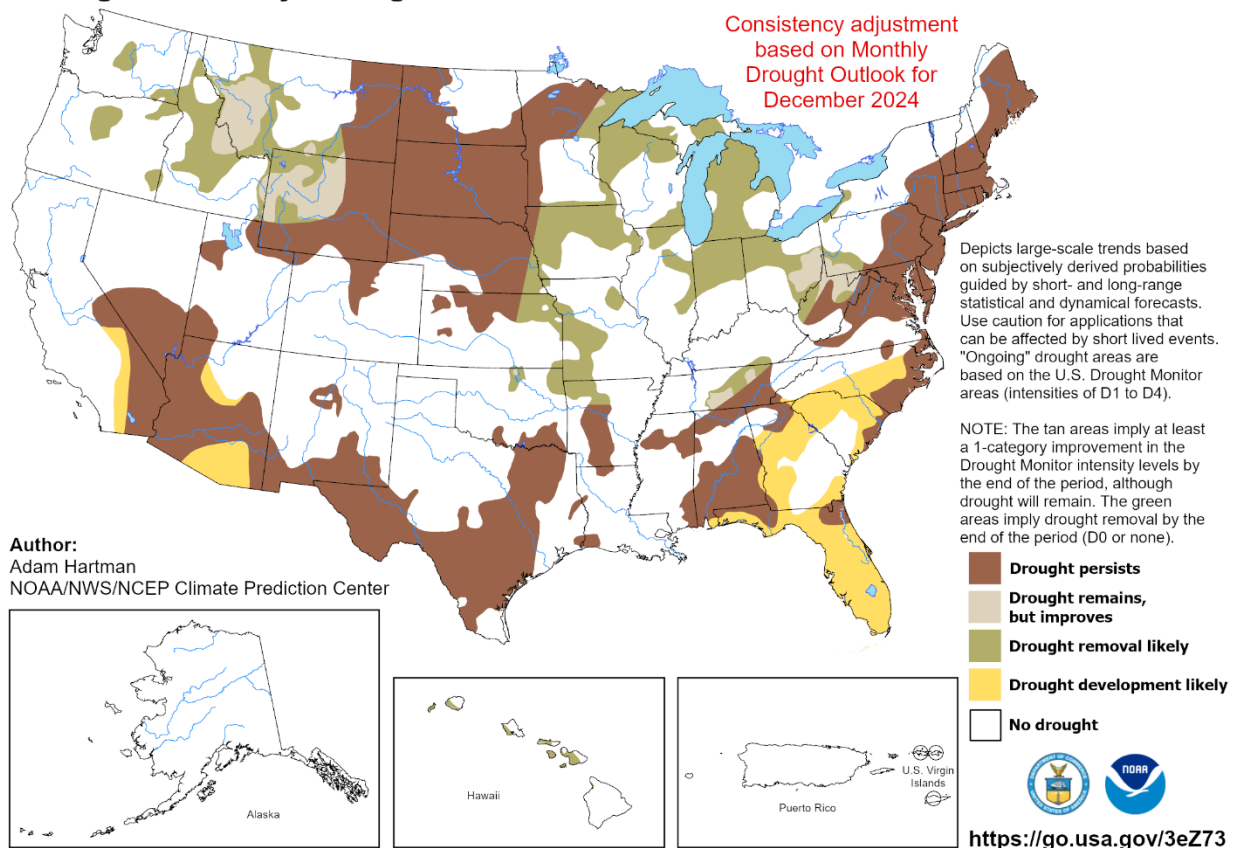 Consistency adjustment
based on Monthly
Drought Outlook for
December 2024
Depicts large-scale trends based
on subjectively derived probabilities
guided by short- and long-range
statistical and dynamical forecasts.
Use caution for applications that
can be affected by short lived events.
"Ongoing" drought areas are
based on the U.S. Drought Monitor
areas (intensities of D1 to D4).
NOTE: The tan areas imply at least
a 1-category improvement in the
Drought Monitor intensity levels by
the end of the period, although
drought will remain. The green
areas imply drought removal by the
end of the period (D0 or none).
Author:
Adam Hartman
NOAA/NWS/NCEP Climate Prediction Center
Drought persists
Drought remains,
but improves
Drought removal likely
Drought development likely
No drought
Alaska
Hawaii
Puerto Rico
U.S. Virgin
Islands
NOAA
https://go.usa.gov/3eZ73